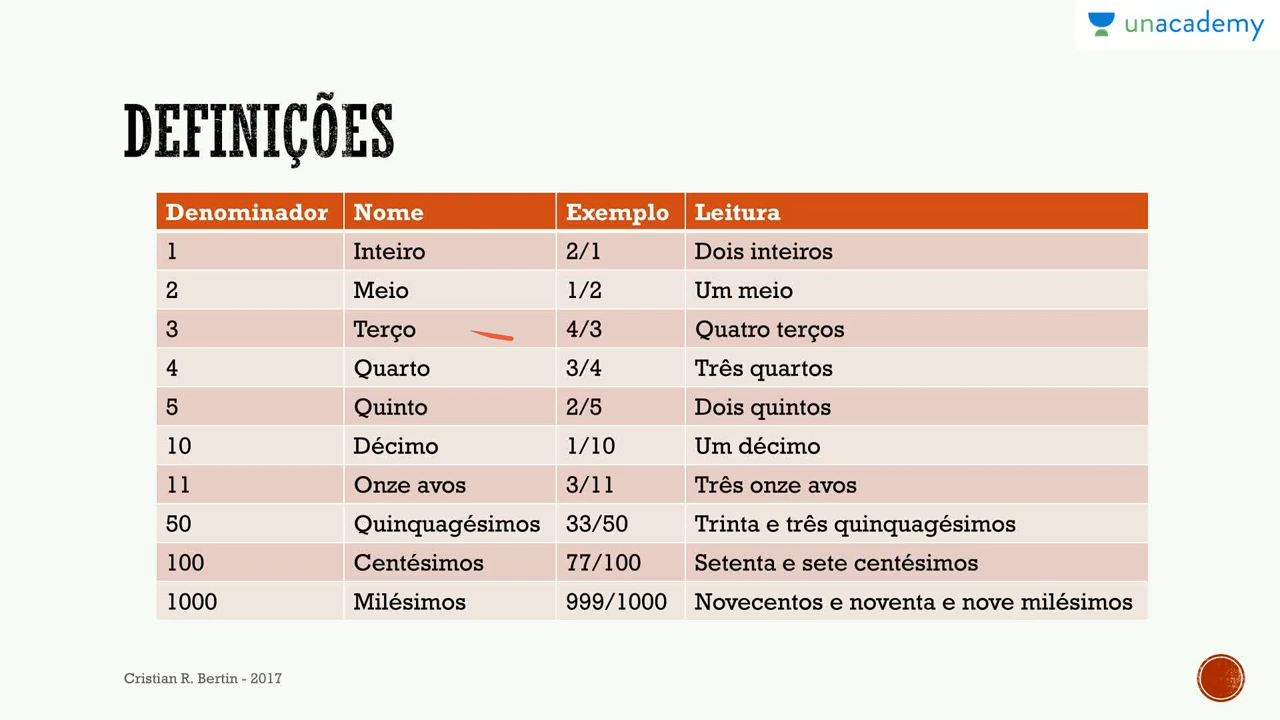 unacademy
DEFINIÇÕES
Denominador Nome Exemplo Leitura
1 Inteiro 2/1 Dois inteiros
2 Meio 1/2 Um meio
3 Terço 4/3 Quatro terços
4 Quarto 3/4 Três quartos
5 Quinto 2/5 Dois quintos
10 Décimo 1/10 Um décimo
11 Onze avos 3/11 Três onze avos
50 Quinquagésimos 33/50 Trinta e três quinquagésimos
100 Centésimos 77/100 Setenta e sete centésimos
1000 Milésimos 999/1000 Novecentos e noventa e nove milésimos
Cristian R. Bertin - 2017